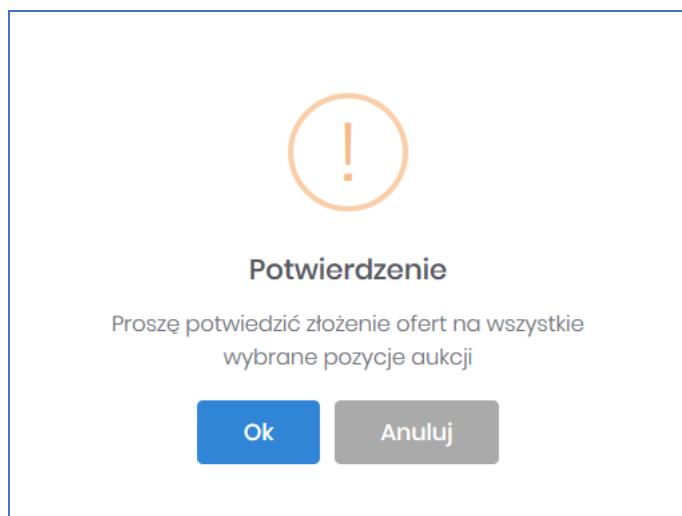 !
Potwierdzenie
Proszę potwiedzić złożenie ofert na wszystkie
wybrane pozycje aukcji
Ok Anuluj